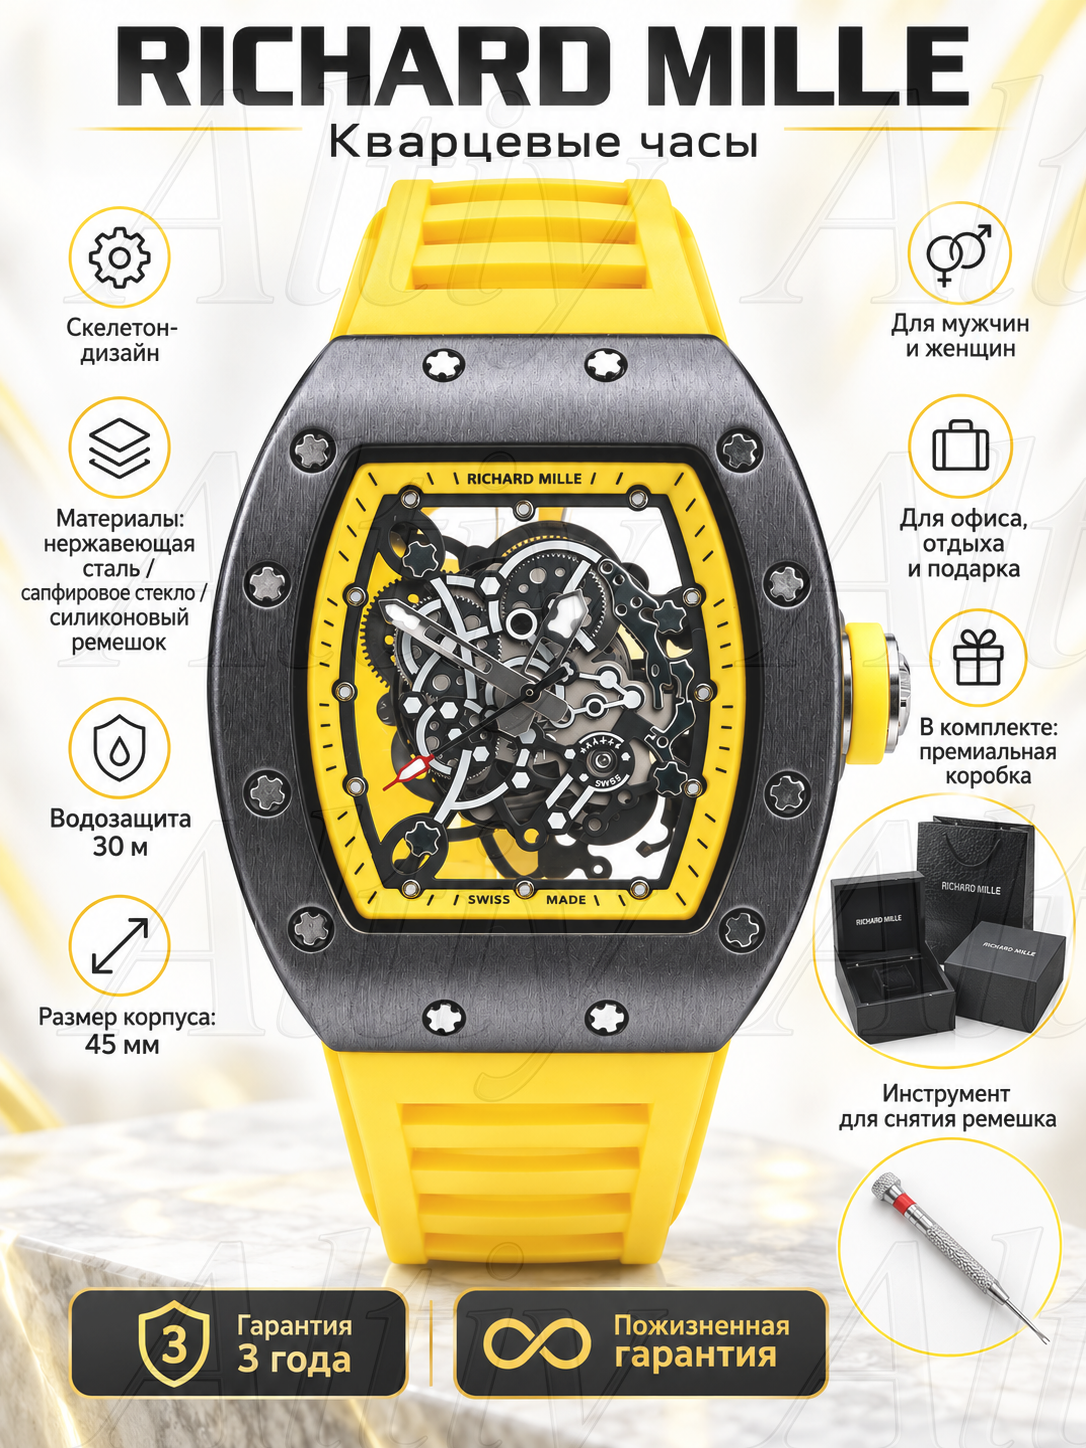 RICHARD MILLE
Кварцевые часы
Скелетон-
дизайн
Материалы:
нержавеющая
сталь /
сапфировое стекло /
силиконовый
ремешок
Водозащита
30 м
Размер корпуса:
45 мм
RICHARD MILLE
SWISS
SWISS MADE
Для мужчин
и женщин
Для офиса,
отдыха
и подарка
В комплекте:
премиальная
коробка
RICHARD MILLE
RICHARD MILLE
RICHARD MILLE
Инструмент
для снятия ремешка
3
Гарантия
3 года
Пожизненная
гарантия
Altiy